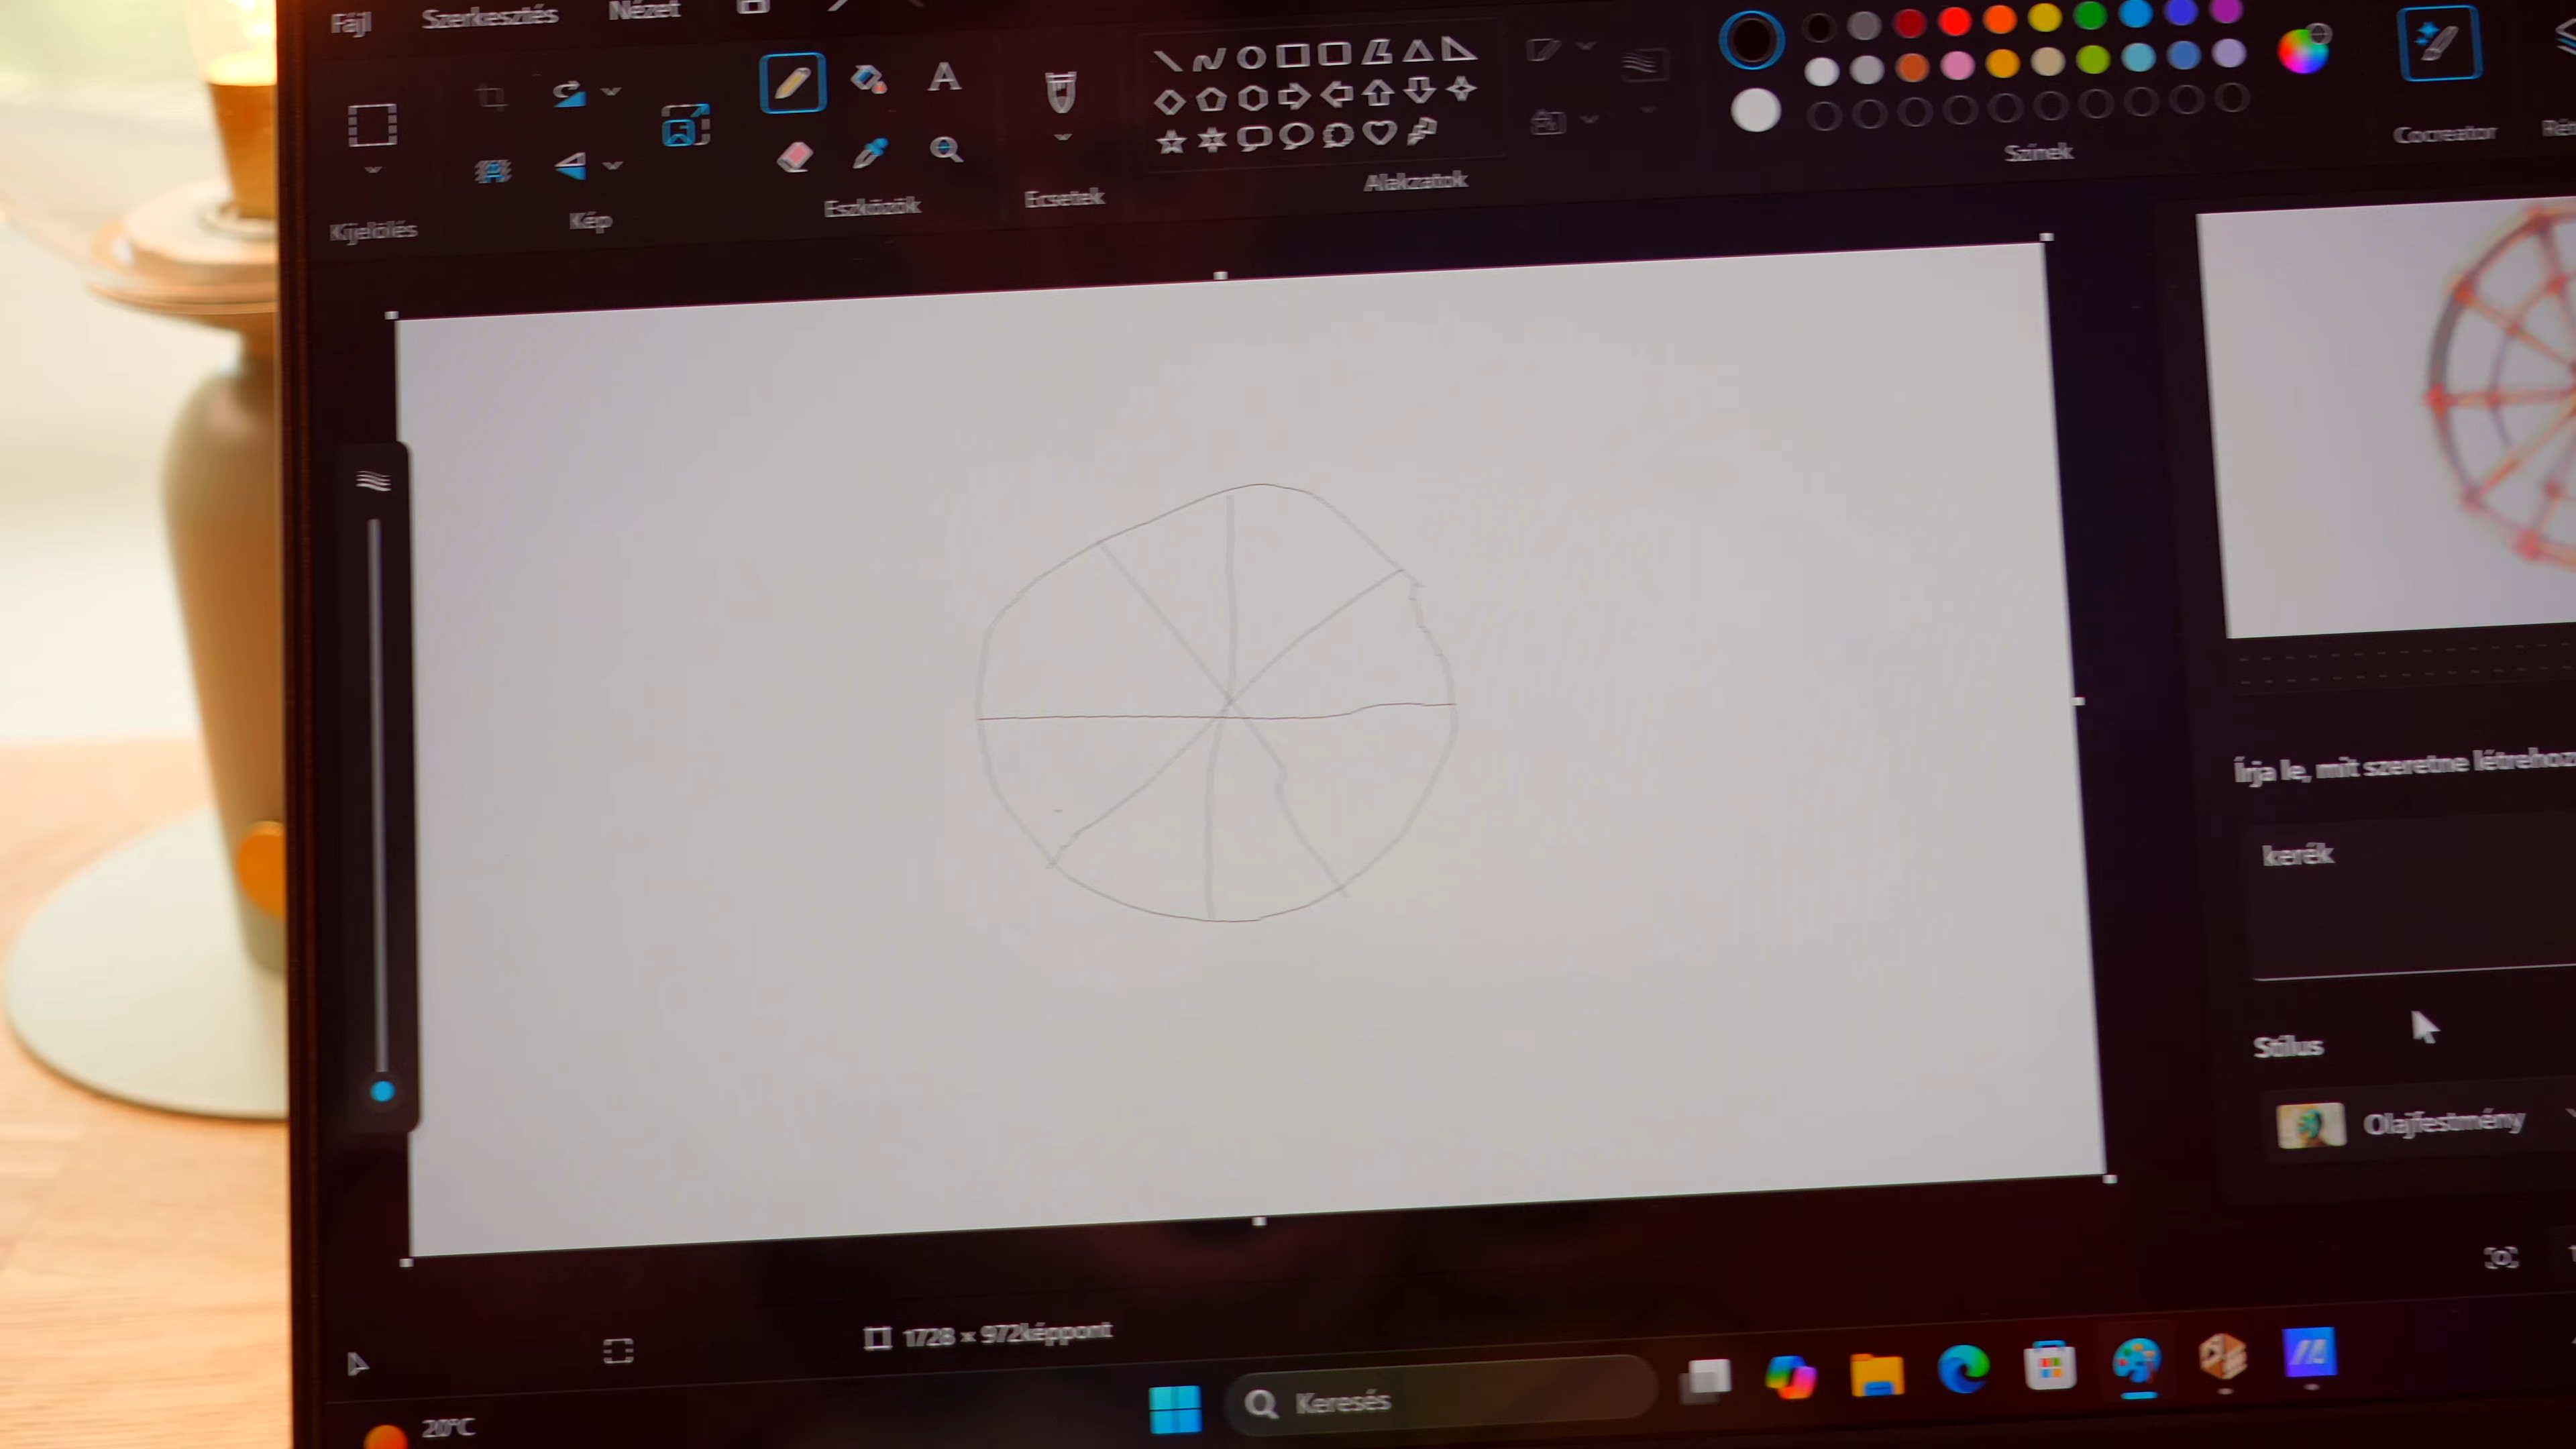 Fájl Szerkesztés Nézet
A
Kijelölés Kép Eszközök Ecsetek Alakzatok Színek Cocreator
Írja le, mit szeretne létrehoz
kerék
Stílus
Olajfestmény
1728 × 972képpont
20°C Keresés